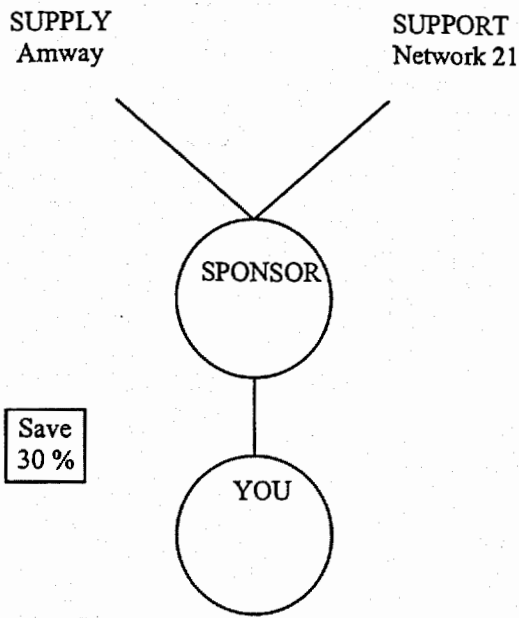 SUPPLY
Amway
SUPPORT
Network 21
SPONSOR
Save
30 %
YOU